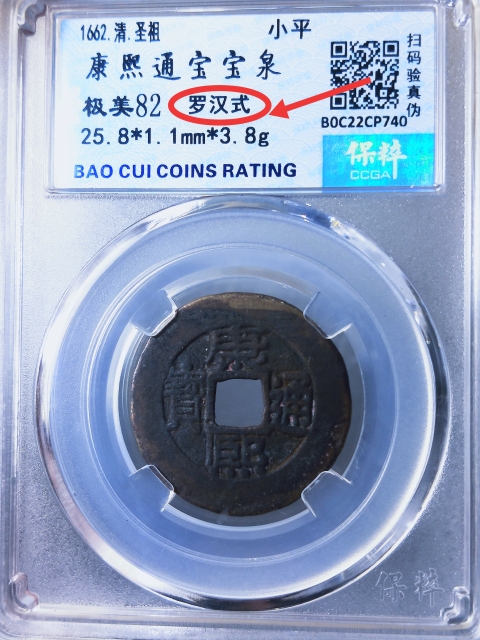 1662.清.圣祖
小平
康熙通宝宝泉
极美82 罗汉式
25.8*1.1mm*3.8g
BAO CUI COINS RATING
扫码验真伪
BOC22CP740
保粹
CCGA
康熙通寳
保粹